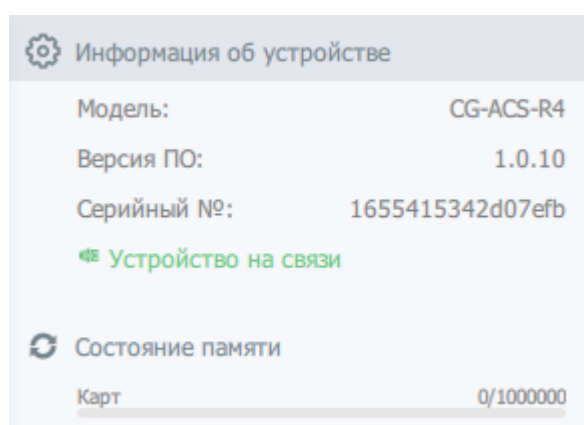 Информация об устройстве
Модель: CG-ACS-R4
Версия ПО: 1.0.10
Серийный №: 1655415342d07efb
Устройство на связи
Состояние памяти
Карт 0/1000000